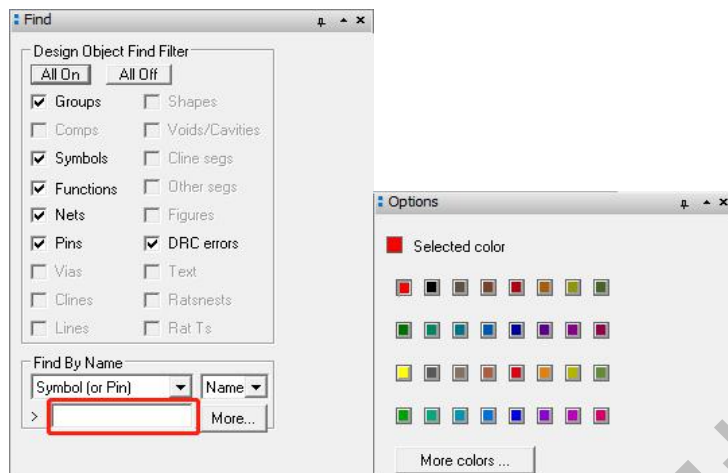 Find
Design Object Find Filter
All On All Off
Groups Shapes
Comps Voids/Cavities
Symbols Cline segs
Functions Other segs
Nets Figures
Pins DRC errors
Vias Text
Clines Ratsnests
Lines Rat Ts
Find By Name
Symbol (or Pin) Name
> More...
Options
Selected color
More colors ...